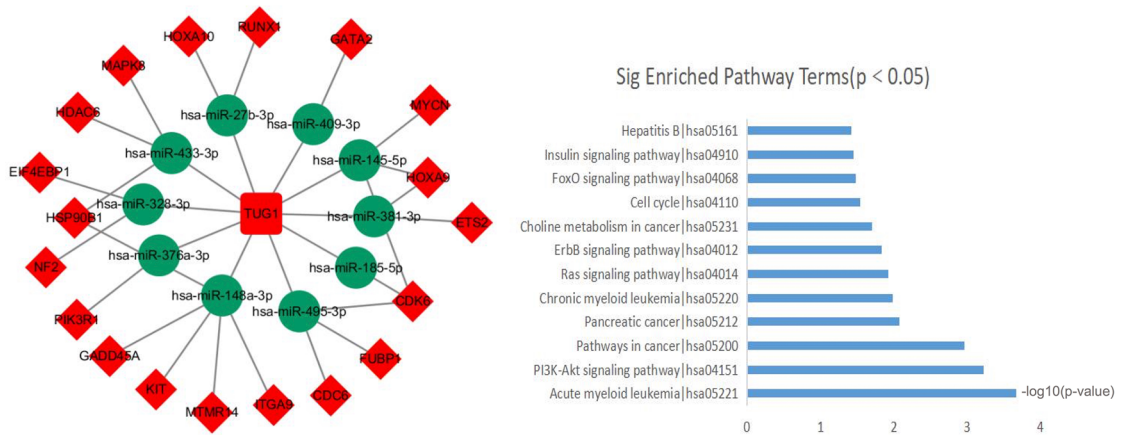 RUNX1
HOXA10
GATA2
MAPK8
MYCN
HDAC6
hsa-miR-27b-3p
hsa-miR-409-3p
hsa-miR-433-3p
hsa-miR-145-5p
EIF4EBP1
HOXA9
hsa-miR-328-3p
HSP90B1
TUG1
hsa-miR-381-3p
ETS2
hsa-miR-376a-3p
NF2
hsa-miR-185-5p
hsa-miR-148a-3p
CDK6
hsa-miR-495-3p
PIK3R1
GADD45A
FUBP1
KIT
MTMR14
ITGA9
CDC6
Sig Enriched Pathway Terms(p < 0.05)
Hepatitis B|hsa05161
Insulin signaling pathway|hsa04910
FoxO signaling pathway|hsa04068
Cell cycle|hsa04110
Choline metabolism in cancer|hsa05231
ErbB signaling pathway|hsa04012
Ras signaling pathway|hsa04014
Chronic myeloid leukemia|hsa05220
Pancreatic cancer|hsa05212
Pathways in cancer|hsa05200
PI3K-Akt signaling pathway|hsa04151
Acute myeloid leukemia|hsa05221
-log10(p-value)
0 1 2 3 4